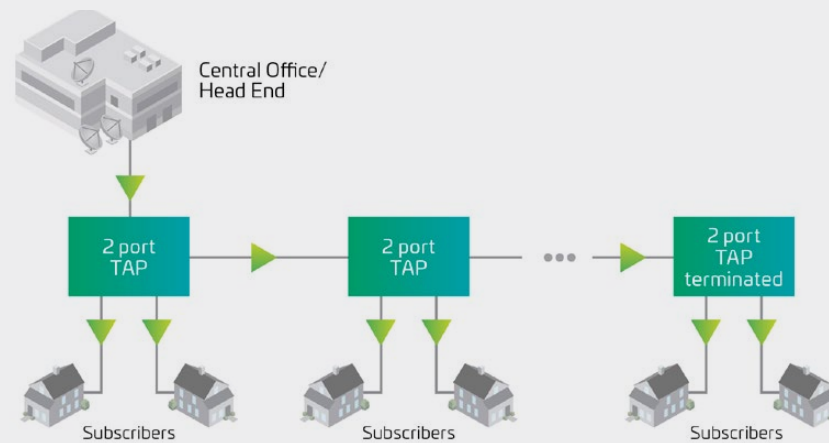 Central Office/
Head End
2 port
TAP
2 port
TAP
2 port
TAP
terminated
Subscribers
Subscribers
Subscribers